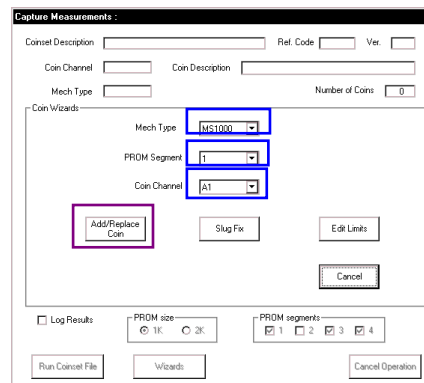 Capture Measurements :
Coinset Description Ref. Code Ver.
Coin Channel Coin Description
Mech Type Number of Coins 0
Coin Wizards
Mech Type MS1000
PROM Segment 1
Coin Channel A1
Add/Replace Coin Slug Fix Edit Limits
Cancel
Log Results PROM size 1K 2K PROM segments 1 2 3 4
Run Coinset File Wizards Cancel Operation